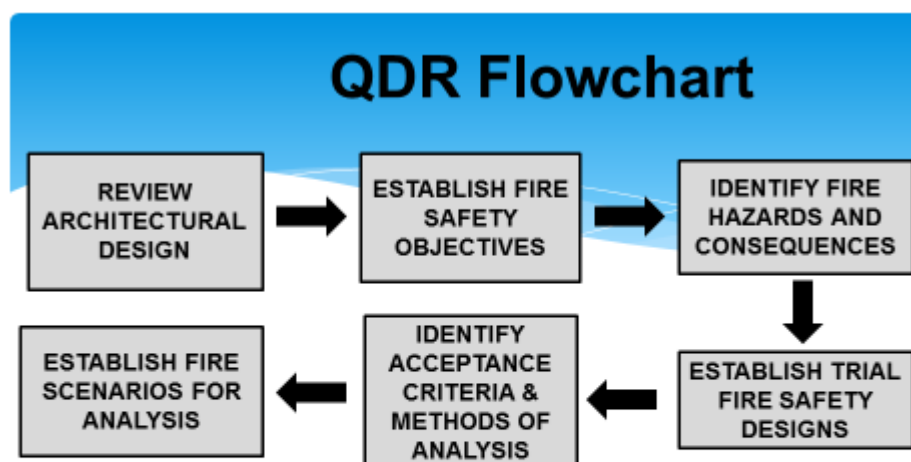 QDR Flowchart
REVIEW
ARCHITECTURAL
DESIGN
ESTABLISH FIRE
SAFETY
OBJECTIVES
IDENTIFY FIRE
HAZARDS AND
CONSEQUENCES
ESTABLISH TRIAL
FIRE SAFETY
DESIGNS
IDENTIFY
ACCEPTANCE
CRITERIA &
METHODS OF
ANALYSIS
ESTABLISH FIRE
SCENARIOS FOR
ANALYSIS